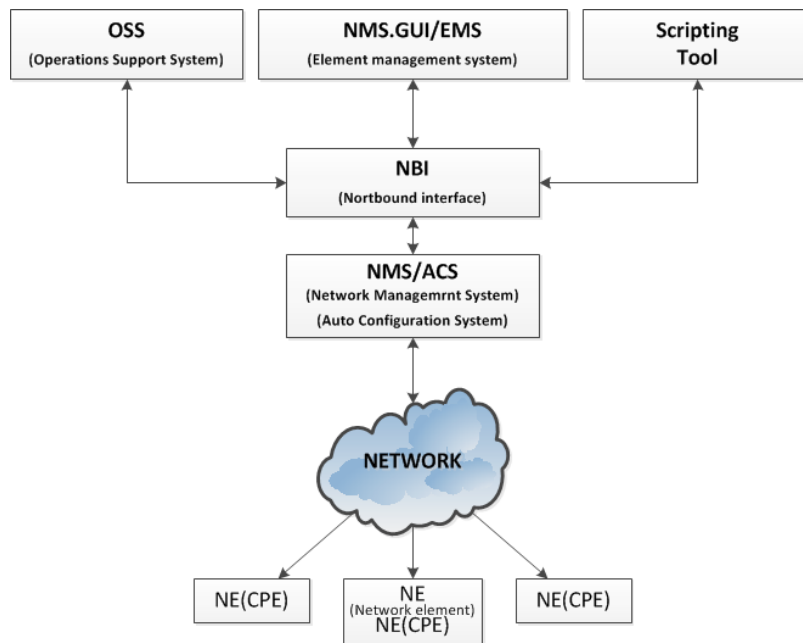 OSS
(Operations Support System)
NMS.GUI/EMS
(Element management system)
Scripting
Tool
NBI
(Nortbound interface)
NMS/ACS
(Network Managemrnt System)
(Auto Configuration System)
NETWORK
NE(CPE)
NE
(Network element)
NE(CPE)
NE(CPE)